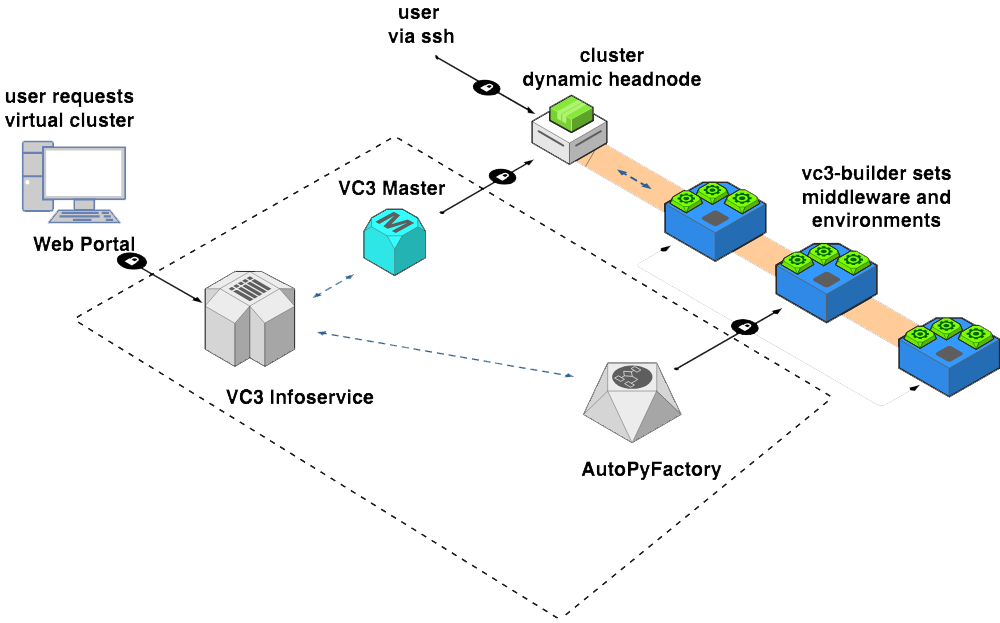 user
via ssh
cluster
dynamic headnode
user requests
virtual cluster
vc3-builder sets
middleware and
environments
VC3 Master
M
Web Portal
VC3 Infoservice
AutoPyFactory